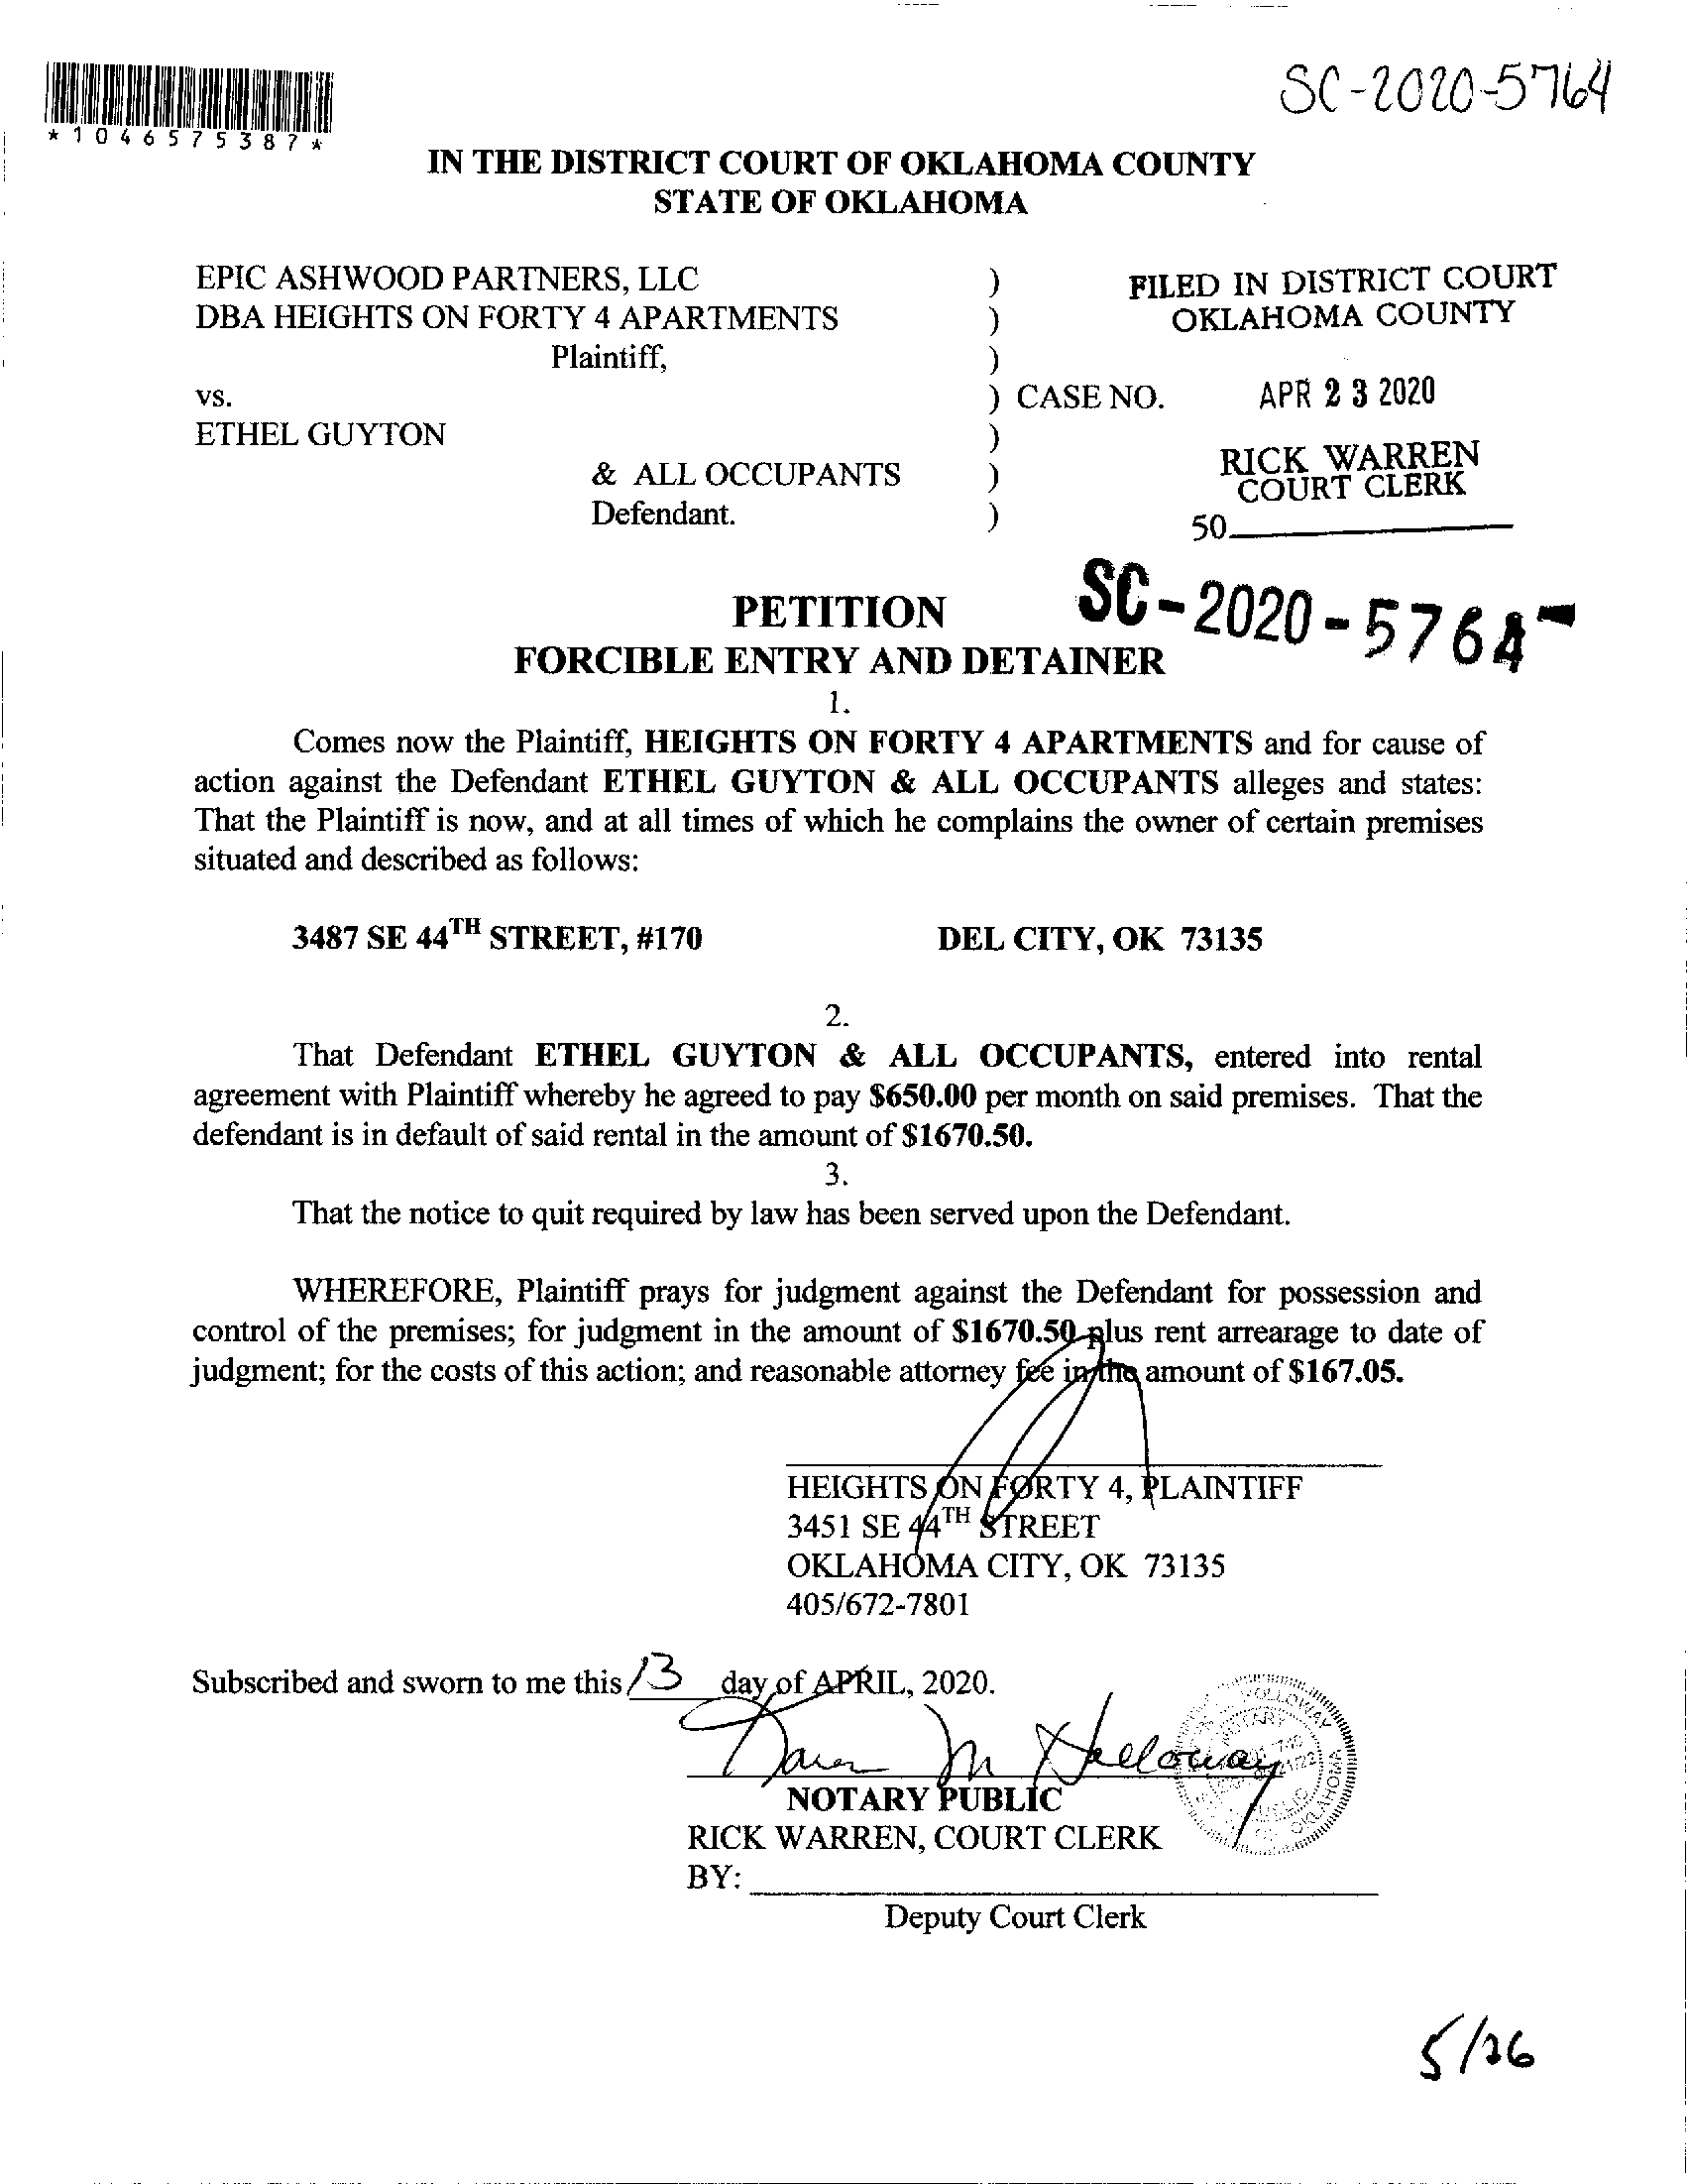 SC-2020-5764
*1046575387*
IN THE DISTRICT COURT OF OKLAHOMA COUNTY
STATE OF OKLAHOMA
EPIC ASHWOOD PARTNERS, LLC )
DBA HEIGHTS ON FORTY 4 APARTMENTS )
Plaintiff, )
vs. ) CASE NO.
ETHEL GUYTON )
& ALL OCCUPANTS )
Defendant. )
FILED IN DISTRICT COURT
OKLAHOMA COUNTY
APR 23 2020
RICK WARREN
COURT CLERK
50
SC-2020-5764
PETITION
FORCIBLE ENTRY AND DETAINER
1.
Comes now the Plaintiff, HEIGHTS ON FORTY 4 APARTMENTS and for cause of
action against the Defendant ETHEL GUYTON & ALL OCCUPANTS alleges and states:
That the Plaintiff is now, and at all times of which he complains the owner of certain premises
situated and described as follows:
3487 SE 44TH STREET, #170 DEL CITY, OK 73135
2.
That Defendant ETHEL GUYTON & ALL OCCUPANTS, entered into rental
agreement with Plaintiff whereby he agreed to pay $650.00 per month on said premises. That the
defendant is in default of said rental in the amount of $1670.50.
3.
That the notice to quit required by law has been served upon the Defendant.
WHEREFORE, Plaintiff prays for judgment against the Defendant for possession and
control of the premises; for judgment in the amount of $1670.50 plus rent arrearage to date of
judgment; for the costs of this action; and reasonable attorney fee in the amount of $167.05.
HEIGHTS ON FORTY 4, PLAINTIFF
3451 SE 44TH STREET
OKLAHOMA CITY, OK 73135
405/672-7801
Subscribed and sworn to me this 13 day of APRIL, 2020.
M Holloway
NOTARY PUBLIC
RICK WARREN, COURT CLERK
BY:
Deputy Court Clerk
5/26